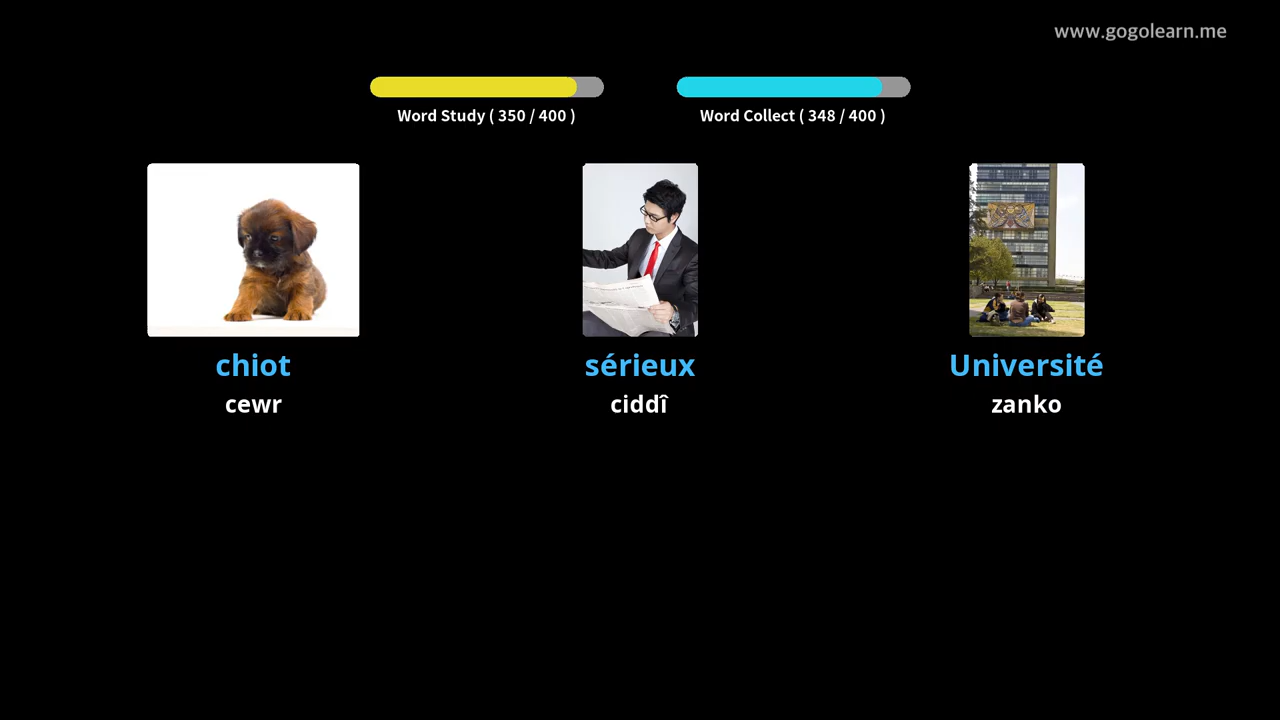 www.gogolearn.me
Word Study ( 350 / 400 )
Word Collect ( 348 / 400 )
chiot
sérieux
Université
cewr
ciddî
zanko